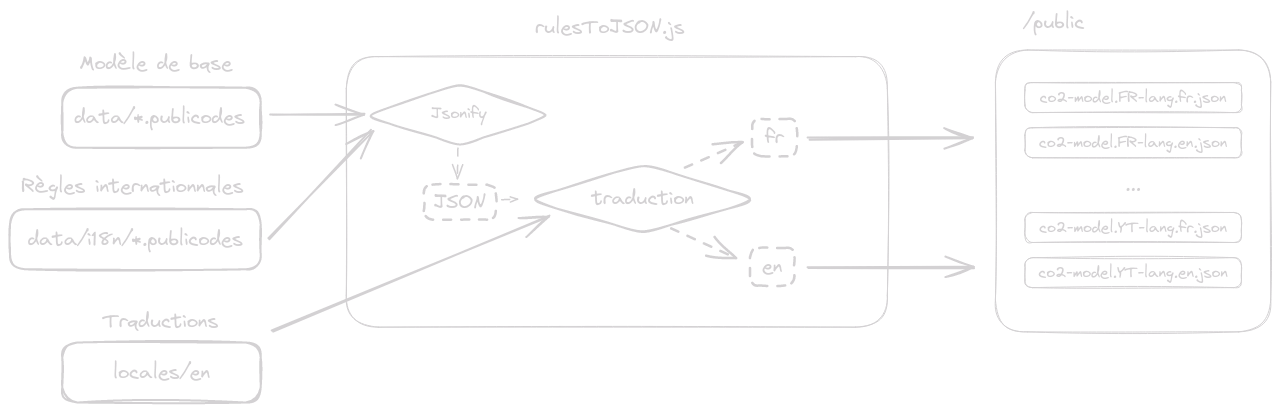 rulesToJSON.js
/public
Modèle de base
data/*.publicodes
Règles internationnales
data/i18n/*.publicodes
Traductions
locales/en
Jsonify
JSON
traduction
fr
en
co2-model.FR-lang.fr.json
co2-model.FR-lang.en.json
...
co2-model.YT-lang.fr.json
co2-model.YT-lang.en.json